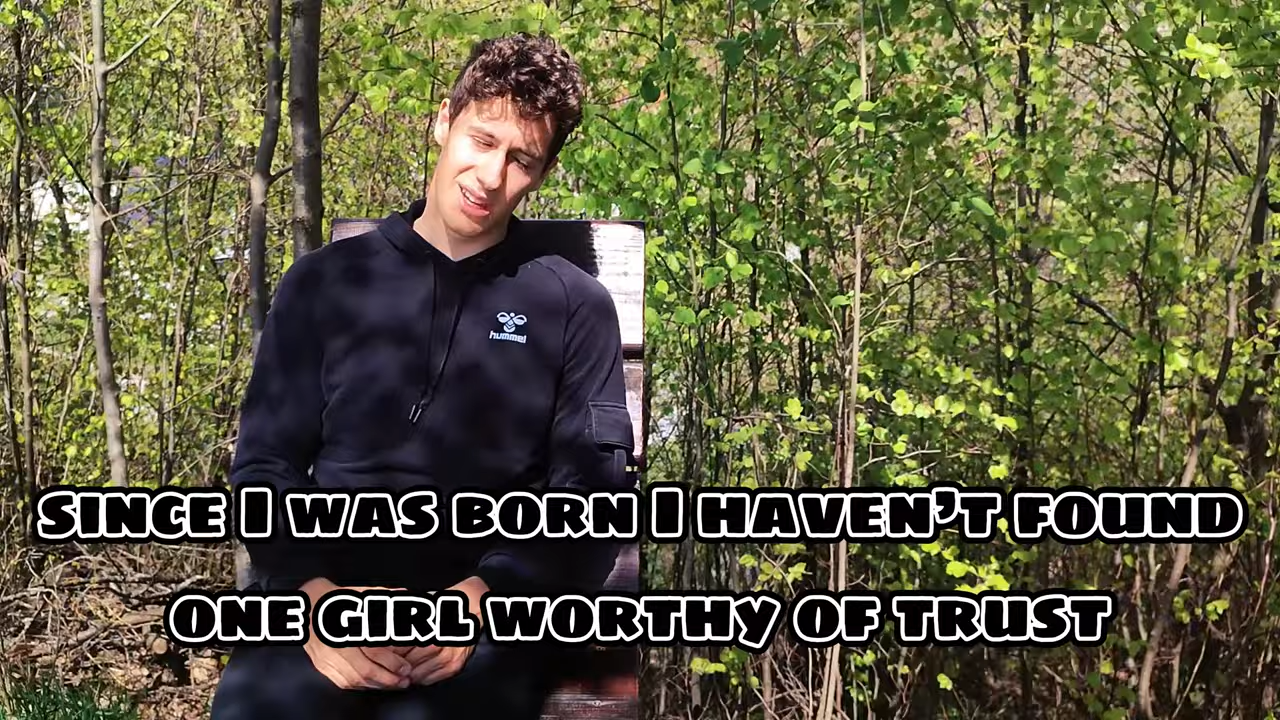 hummel
SINCE I WAS BORN I HAVEN'T FOUND
ONE GIRL WORTHY OF TRUST